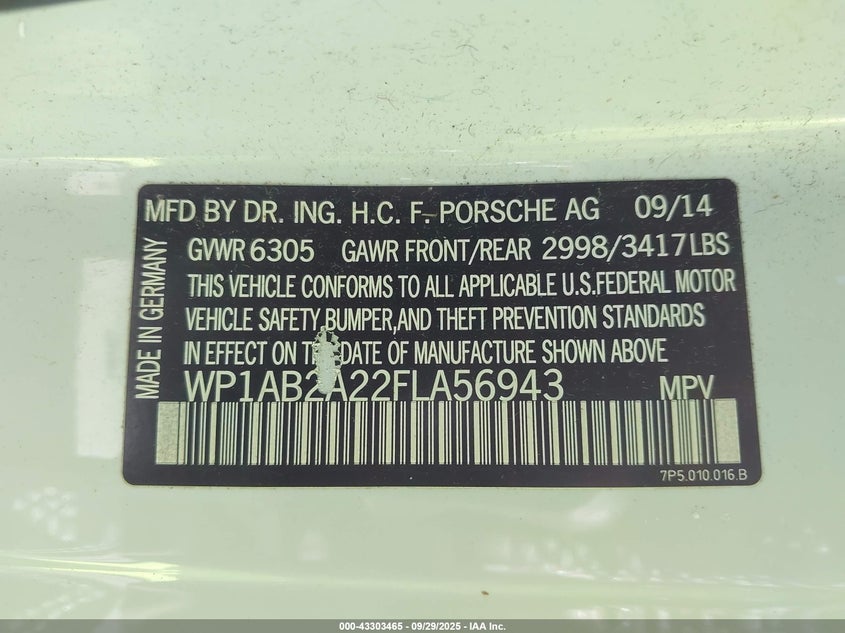 MFD BY DR. ING. H.C. F. PORSCHE AG 09/14
GVWR 6305 GAWR FRONT/REAR 2998/3417LBS
THIS VEHICLE CONFORMS TO ALL APPLICABLE U.S.FEDERAL MOTOR
VEHICLE SAFETY BUMPER,AND THEFT PREVENTION STANDARDS
IN EFFECT ON THE DATE OF MANUFACTURE SHOWN ABOVE
WP1AB2A22FLA56943 MPV
MADE IN GERMANY
7P5.010.016.B
000-43303465 - 09/29/2025 - IAA Inc.